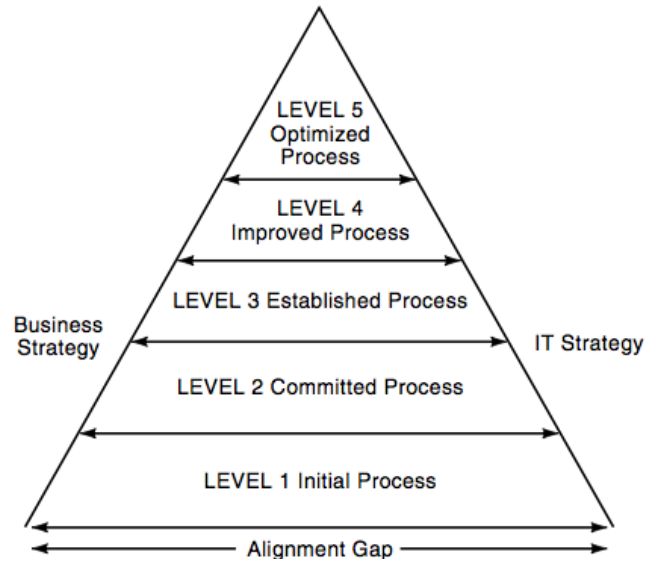 LEVEL 5
Optimized
Process
LEVEL 4
Improved Process
LEVEL 3 Established Process
Business
Strategy
IT Strategy
LEVEL 2 Committed Process
LEVEL 1 Initial Process
Alignment Gap